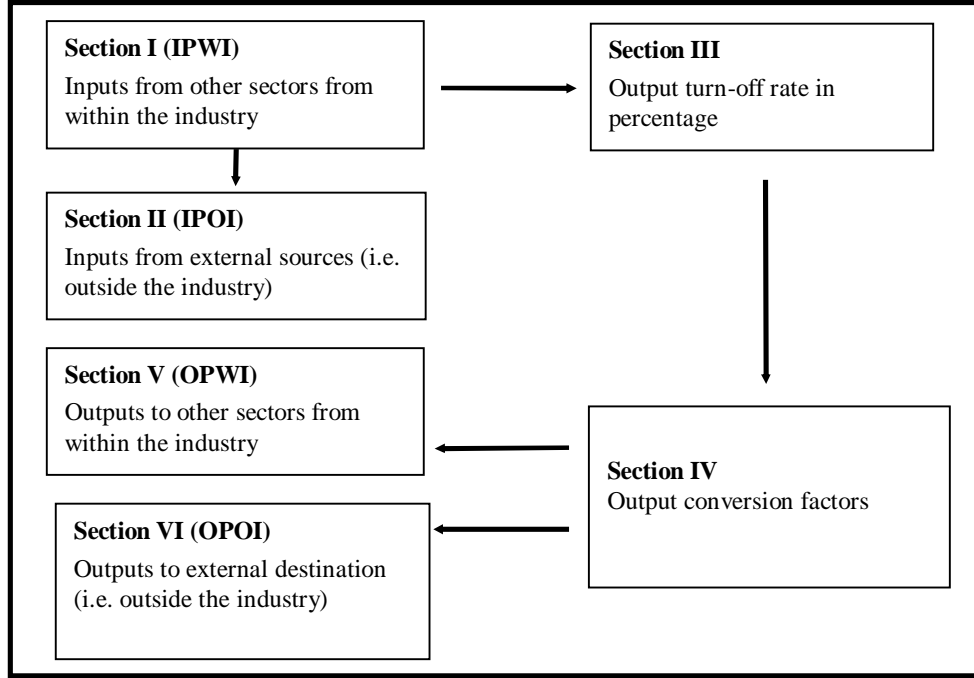 Section I (IPWI)
Inputs from other sectors from
within the industry
Section III
Output turn-off rate in
percentage
Section II (IPOI)
Inputs from external sources (i.e.
outside the industry)
Section V (OPWI)
Outputs to other sectors from
within the industry
Section IV
Output conversion factors
Section VI (OPOI)
Outputs to external destination
(i.e. outside the industry)